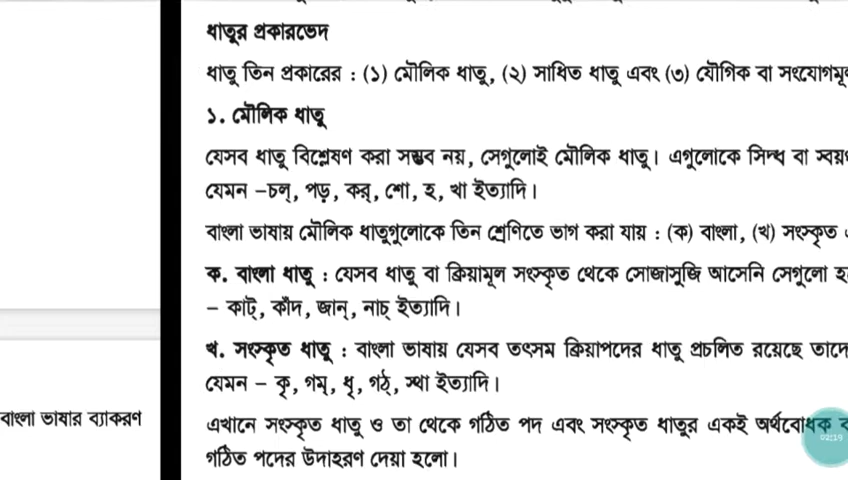 ধাতুর প্রকারভেদ
ধাতু তিন প্রকারের : (১) মৌলিক ধাতু, (২) সাধিত ধাতু এবং (৩) যৌগিক বা সংযোগমূ
১. মৌলিক ধাতু
যেসব ধাতু বিশ্লেষণ করা সম্ভব নয়, সেগুলোই মৌলিক ধাতু। এগুলোকে সিদ্ধ বা স্বয়ং
যেমন –চল্, পড়্, কর্, শো, হ, খা ইত্যাদি।
বাংলা ভাষায় মৌলিক ধাতুগুলোকে তিন শ্রেণিতে ভাগ করা যায় : (ক) বাংলা, (খ) সংস্কৃত
ক. বাংলা ধাতু : যেসব ধাতু বা ক্রিয়ামূল সংস্কৃত থেকে সোজাসুজি আসেনি সেগুলো হ
– কাট্, কাঁদ, জান্, নাচ্ ইত্যাদি।
খ. সংস্কৃত ধাতু : বাংলা ভাষায় যেসব তৎসম ক্রিয়াপদের ধাতু প্রচলিত রয়েছে তাদে
যেমন – কৃ, গম্, ধৃ, গঠ্, স্থা ইত্যাদি।
বাংলা ভাষার ব্যাকরণ
এখানে সংস্কৃত ধাতু ও তা থেকে গঠিত পদ এবং সংস্কৃত ধাতুর একই অর্থবোধক ব
02:19
গঠিত পদের উদাহরণ দেয়া হলো।